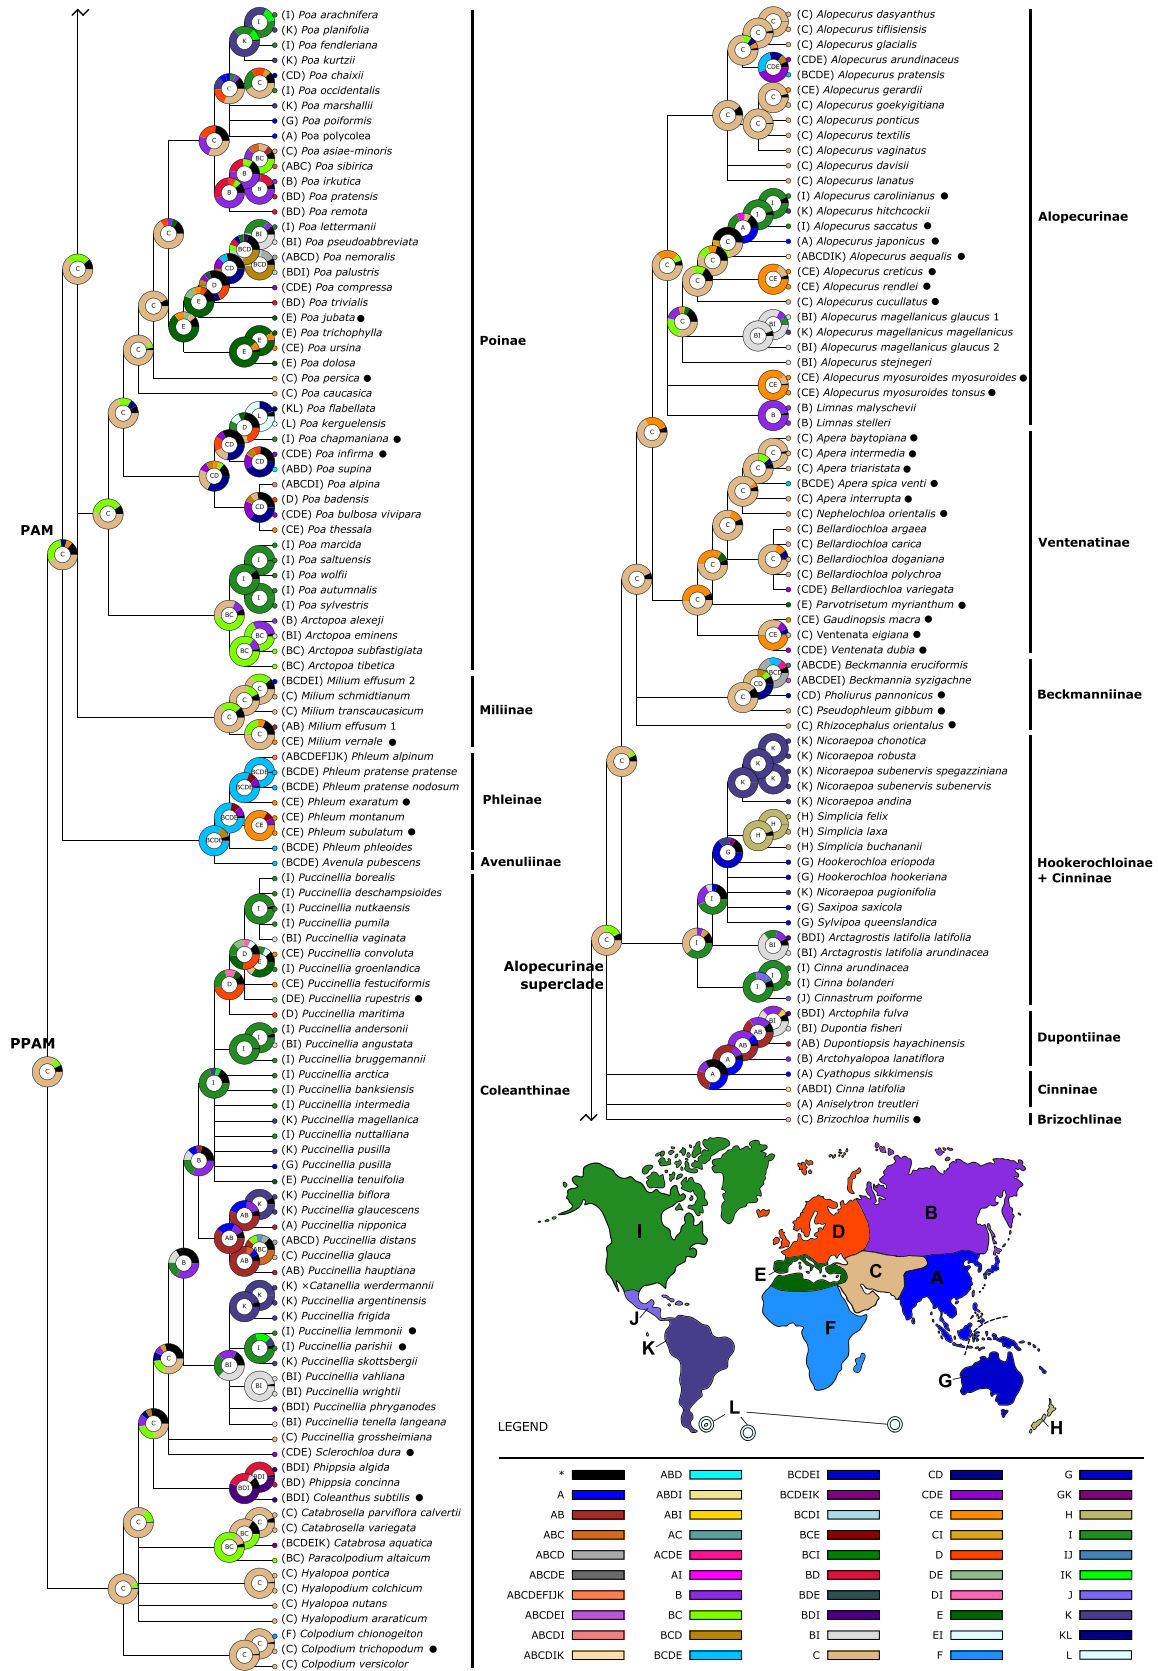 (I) Poa arachnifera
(K) Poa planifolia
(I) Poa fendleriana
(K) Poa kurtzii
(CD) Poa chaixii
(I) Poa occidentalis
(K) Poa marshallii
(G) Poa poiformis
(A) Poa polycolea
(C) Poa asiae-minoris
(ABC) Poa sibirica
(B) Poa irkutica
(BD) Poa pratensis
(BD) Poa remota
(I) Poa lettermanii
(BI) Poa pseudoabbreviata
(ABCD) Poa nemoralis
(BDI) Poa palustris
(CDE) Poa compressa
(BD) Poa trivialis
(E) Poa jubata ●
(E) Poa trichophylla
(CE) Poa ursina
(E) Poa dolosa
(C) Poa persica ●
(C) Poa caucasica
(KL) Poa flabellata
(L) Poa kerguelensis
(I) Poa chapmaniana ●
(CDE) Poa infirma ●
(ABD) Poa supina
(ABCDI) Poa alpina
(D) Poa badensis
(CDE) Poa bulbosa vivipara
(CE) Poa thessala
(I) Poa marcida
(I) Poa saltuensis
(I) Poa wolfii
(I) Poa autumnalis
(I) Poa sylvestris
(B) Arctopoa alexeji
(BI) Arctopoa eminens
(BC) Arctopoa subfastigiata
(BC) Arctopoa tibetica
Poinae
PAM
(BCDEI) Milium effusum 2
(C) Milium schmidtianum
(C) Milium transcaucasicum
(AB) Milium effusum 1
(CE) Milium vernale ●
Miliinae
(ABCDEFIJK) Phleum alpinum
(BCDE) Phleum pratense pratense
(BCDE) Phleum pratense nodosum
(CE) Phleum exaratum ●
(CE) Phleum montanum
(CE) Phleum subulatum ●
(BCDE) Phleum phleoides
Phleinae
(BCDE) Avenula pubescens
Avenuliinae
(I) Puccinellia borealis
(I) Puccinellia deschampsioides
(I) Puccinellia nutkaensis
(I) Puccinellia pumila
(BI) Puccinellia vaginata
(CE) Puccinellia convoluta
(I) Puccinellia groenlandica
(CE) Puccinellia festuciformis
(DE) Puccinellia rupestris ●
(D) Puccinellia maritima
(I) Puccinellia andersonii
(BI) Puccinellia angustata
(I) Puccinellia bruggemannii
(I) Puccinellia arctica
(I) Puccinellia banksiensis
(I) Puccinellia intermedia
(K) Puccinellia magellanica
(I) Puccinellia nuttalliana
(K) Puccinellia pusilla
(G) Puccinellia pusilla
(E) Puccinellia tenuifolia
(K) Puccinellia biflora
(K) Puccinellia glaucescens
(A) Puccinellia nipponica
(ABCD) Puccinellia distans
(C) Puccinellia glauca
(AB) Puccinellia hauptiana
(K) ×Catanellia werdermannii
(K) Puccinellia argentinensis
(K) Puccinellia frigida
(I) Puccinellia lemmonii ●
(I) Puccinellia parishii ●
(K) Puccinellia skottsbergii
(BI) Puccinellia vahliana
(BI) Puccinellia wrightii
(BDI) Puccinellia phryganodes
(BI) Puccinellia tenella langeana
(C) Puccinellia grossheimiana
(CDE) Sclerochloa dura ●
(BDI) Phippsia algida
(BD) Phippsia concinna
(BDI) Coleanthus subtilis ●
(C) Catabrosella parviflora calvertii
(C) Catabrosella variegata
(BCDEIK) Catabrosa aquatica
(BC) Paracolpodium altaicum
(C) Hyalopoa pontica
(C) Hyalopodium colchicum
(C) Hyalopoa nutans
(C) Hyalopodium araraticum
(F) Colpodium chionogeiton
(C) Colpodium trichopodum ●
(C) Colpodium versicolor
PPAM
Coleanthinae
(C) Alopecurus dasyanthus
(C) Alopecurus tiflisiensis
(C) Alopecurus glacialis
(CDE) Alopecurus arundinaceus
(BCDE) Alopecurus pratensis
(CE) Alopecurus gerardii
(C) Alopecurus goekyigitiana
(C) Alopecurus ponticus
(C) Alopecurus textilis
(C) Alopecurus vaginatus
(C) Alopecurus davisii
(C) Alopecurus lanatus
(I) Alopecurus carolinianus ●
(K) Alopecurus hitchcockii
(I) Alopecurus saccatus ●
(A) Alopecurus japonicus ●
(ABCDIK) Alopecurus aequalis ●
(CE) Alopecurus creticus ●
(CE) Alopecurus rendlei ●
(C) Alopecurus cucullatus ●
(BI) Alopecurus magellanicus glaucus 1
(K) Alopecurus magellanicus magellanicus
(BI) Alopecurus magellanicus glaucus 2
(BI) Alopecurus stejnegeri
(CE) Alopecurus myosuroides myosuroides ●
(CE) Alopecurus myosuroides tonsus ●
(B) Limnas malyschevii
(B) Limnas stelleri
Alopecurinae
(C) Apera baytopiana ●
(C) Apera intermedia ●
(C) Apera triaristata ●
(BCDE) Apera spica venti ●
(C) Apera interrupta ●
(C) Nephelochloa orientalis ●
(C) Bellardiochloa argaea
(C) Bellardiochloa carica
(C) Bellardiochloa doganiana
(C) Bellardiochloa polychroa
(CDE) Bellardiochloa variegata
(E) Parvotrisetum myrianthum ●
(CE) Gaudinopsis macra ●
(C) Ventenata eigiana ●
(CDE) Ventenata dubia ●
Ventenatinae
(ABCDE) Beckmannia eruciformis
(ABCDEI) Beckmannia syzigachne
(CD) Pholiurus pannonicus ●
(C) Pseudophleum gibbum ●
(C) Rhizocephalus orientalus ●
Beckmanniinae
(K) Nicoraepoa chonotica
(K) Nicoraepoa robusta
(K) Nicoraepoa subenervis spegazziniana
(K) Nicoraepoa subenervis subenervis
(K) Nicoraepoa andina
(H) Simplicia felix
(H) Simplicia laxa
(H) Simplicia buchananii
(G) Hookerochloa eriopoda
(G) Hookerochloa hookeriana
(K) Nicoraepoa pugionifolia
(G) Saxipoa saxicola
(G) Sylvipoa queenslandica
(BDI) Arctagrostis latifolia latifolia
(BI) Arctagrostis latifolia arundinacea
(I) Cinna arundinacea
(I) Cinna bolanderi
(J) Cinnastrum poiforme
Hookerochloinae
+ Cinninae
Alopecurinae
superclade
(BDI) Arctophila fulva
(BI) Dupontia fisheri
(AB) Dupontiopsis hayachinensis
(B) Arctohyalopoa lanatiflora
Dupontiinae
(A) Cyathopus sikkimensis
(ABDI) Cinna latifolia
(A) Aniselytron treutleri
Cinninae
(C) Brizochloa humilis ●
Brizochlinae
I
D
B
E
C
A
J
K
F
G
L
H
LEGEND
* ABD BCDEI CD G
A ABDI BCDEIK CDE GK
AB ABI BCDI CE H
ABC AC BCE CI I
ABCD ACDE BCI D IJ
ABCDE AI BD DE IK
ABCDEFIJK B BDE DI J
ABCDEI BC BDI E K
ABCDI BCD BI EI KL
ABCDIK BCDE C F L